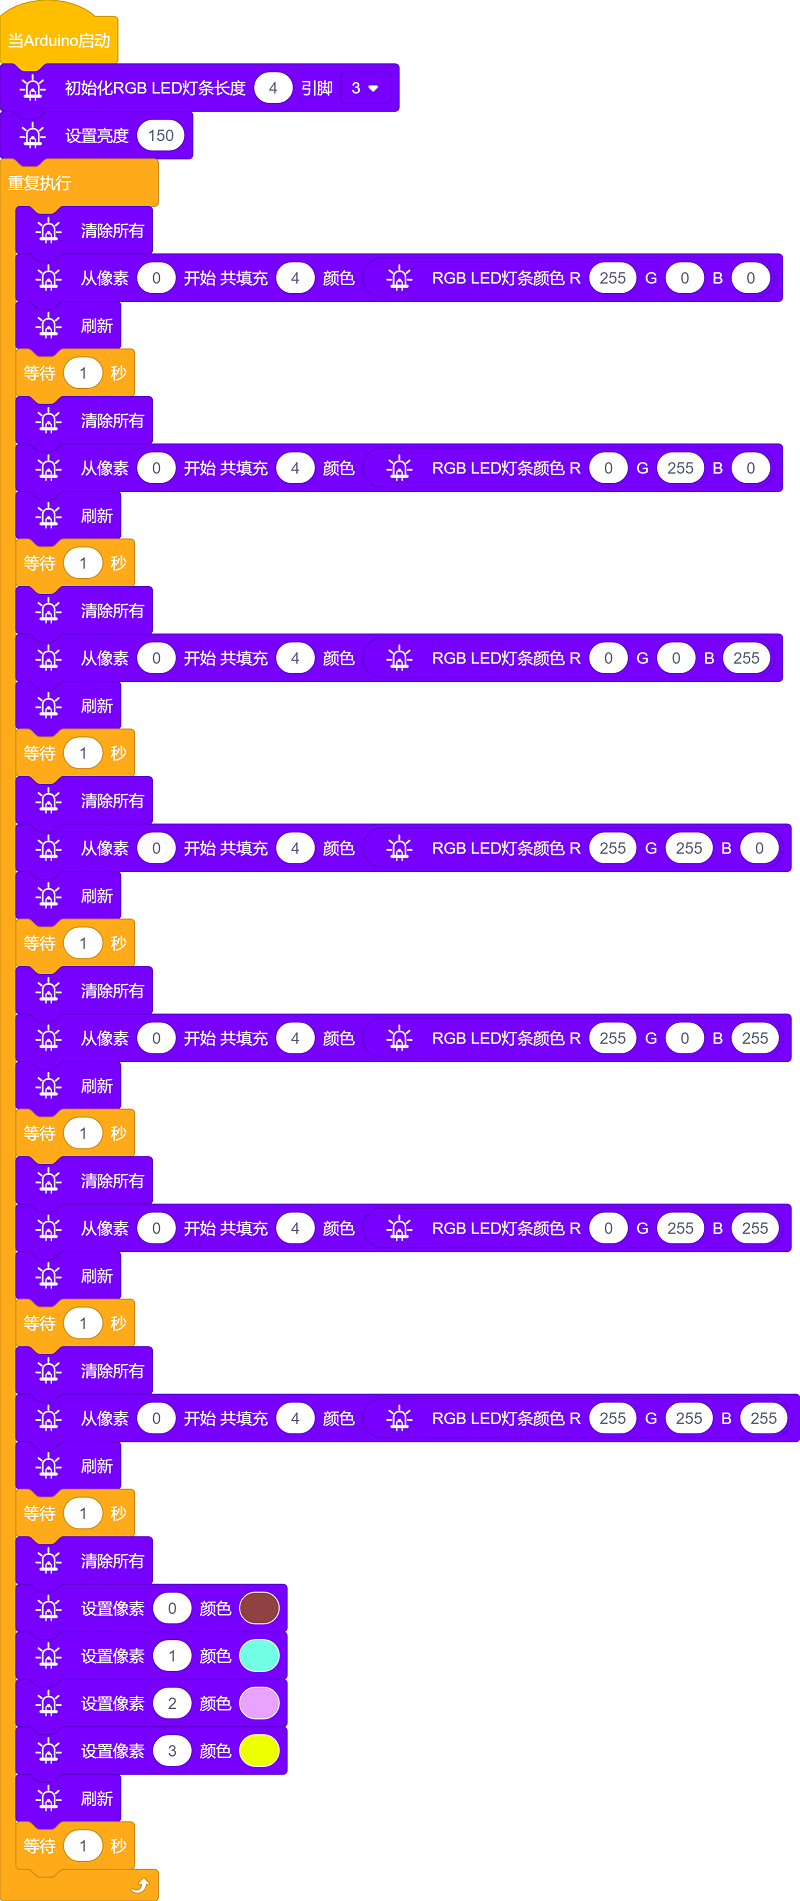 当Arduino启动
初始化RGB LED灯条长度 4 引脚 3
设置亮度 150
重复执行
清除所有
从像素 0 开始 共填充 4 颜色 RGB LED灯条颜色 R 255 G 0 B 0
刷新
等待 1 秒
清除所有
从像素 0 开始 共填充 4 颜色 RGB LED灯条颜色 R 0 G 255 B 0
刷新
等待 1 秒
清除所有
从像素 0 开始 共填充 4 颜色 RGB LED灯条颜色 R 0 G 0 B 255
刷新
等待 1 秒
清除所有
从像素 0 开始 共填充 4 颜色 RGB LED灯条颜色 R 255 G 255 B 0
刷新
等待 1 秒
清除所有
从像素 0 开始 共填充 4 颜色 RGB LED灯条颜色 R 255 G 0 B 255
刷新
等待 1 秒
清除所有
从像素 0 开始 共填充 4 颜色 RGB LED灯条颜色 R 0 G 255 B 255
刷新
等待 1 秒
清除所有
从像素 0 开始 共填充 4 颜色 RGB LED灯条颜色 R 255 G 255 B 255
刷新
等待 1 秒
清除所有
设置像素 0 颜色
设置像素 1 颜色
设置像素 2 颜色
设置像素 3 颜色
刷新
等待 1 秒